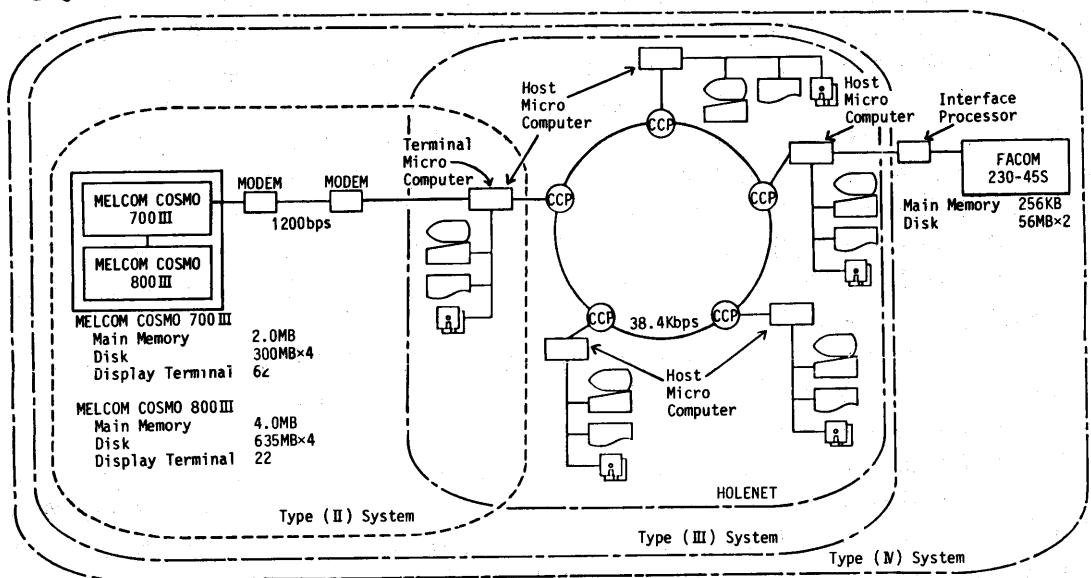 Host
Micro
Computer
Host
Micro
Computer
Interface
Processor
Terminal
Micro
Computer
CCP
FACOM
230-45S
MELCOM COSMO
700III
MODEM
MODEM
1200bps
CCP
CCP
Main Memory 256KB
Disk 56MB×2
MELCOM COSMO
800III
MELCOM COSMO 700III
Main Memory 2.0MB
Disk 300MB×4
Display Terminal 62
CCP
38.4Kbps
CCP
Host
Micro
Computer
MELCOM COSMO 800III
Main Memory 4.0MB
Disk 635MB×4
Display Terminal 22
HOLENET
Type (II) System
Type (III) System
Type (IV) System